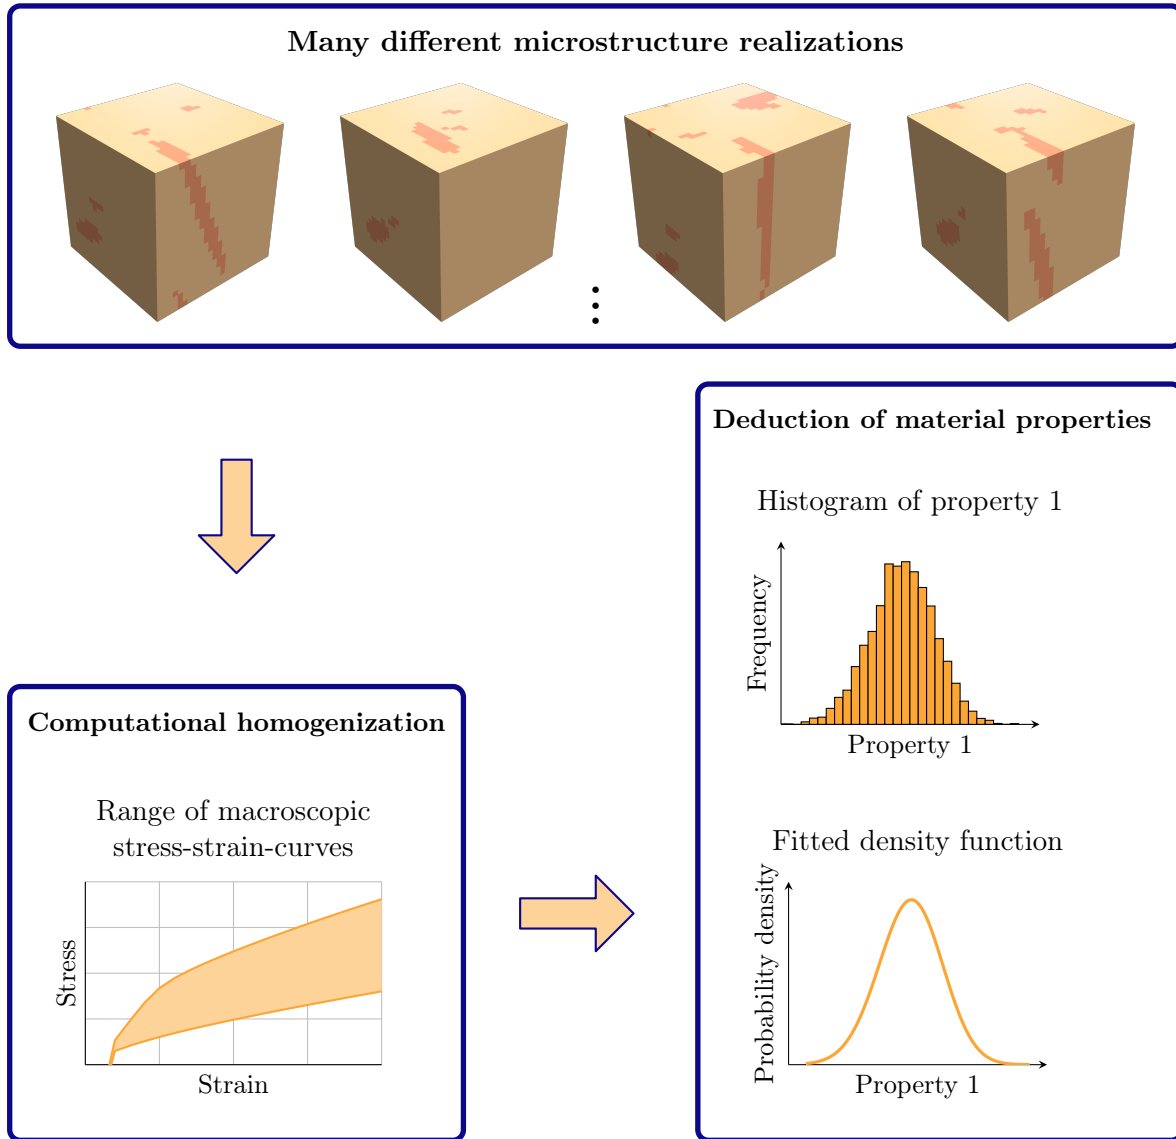 Many different microstructure realizations
Deduction of material properties
Histogram of property 1
Frequency
Property 1
Computational homogenization
Range of macroscopic
stress-strain-curves
Stress
Strain
Fitted density function
Probability density
Property 1